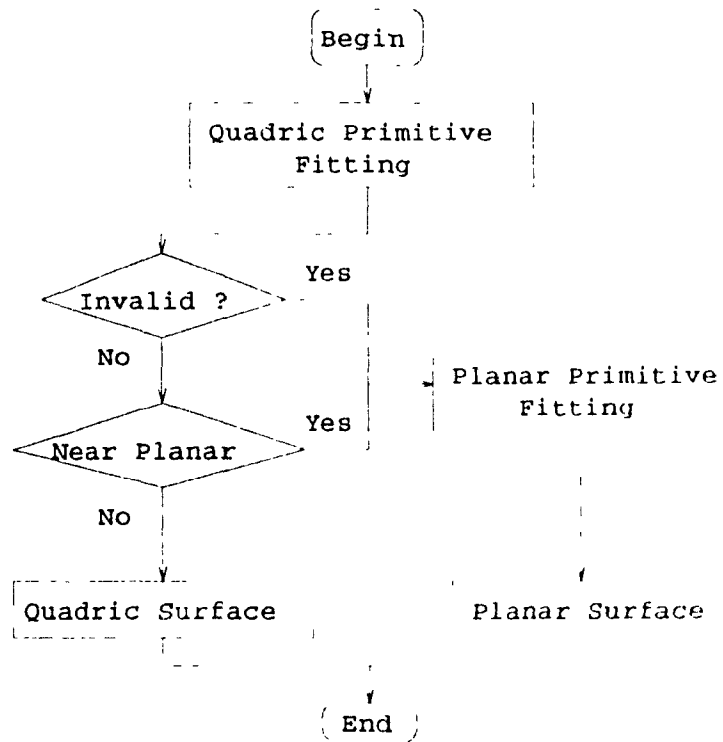 Begin
Quadric Primitive
Fitting
Yes
Invalid ?
No
Planar Primitive
Fitting
Yes
Near Planar
No
Quadric Surface
Planar Surface
End